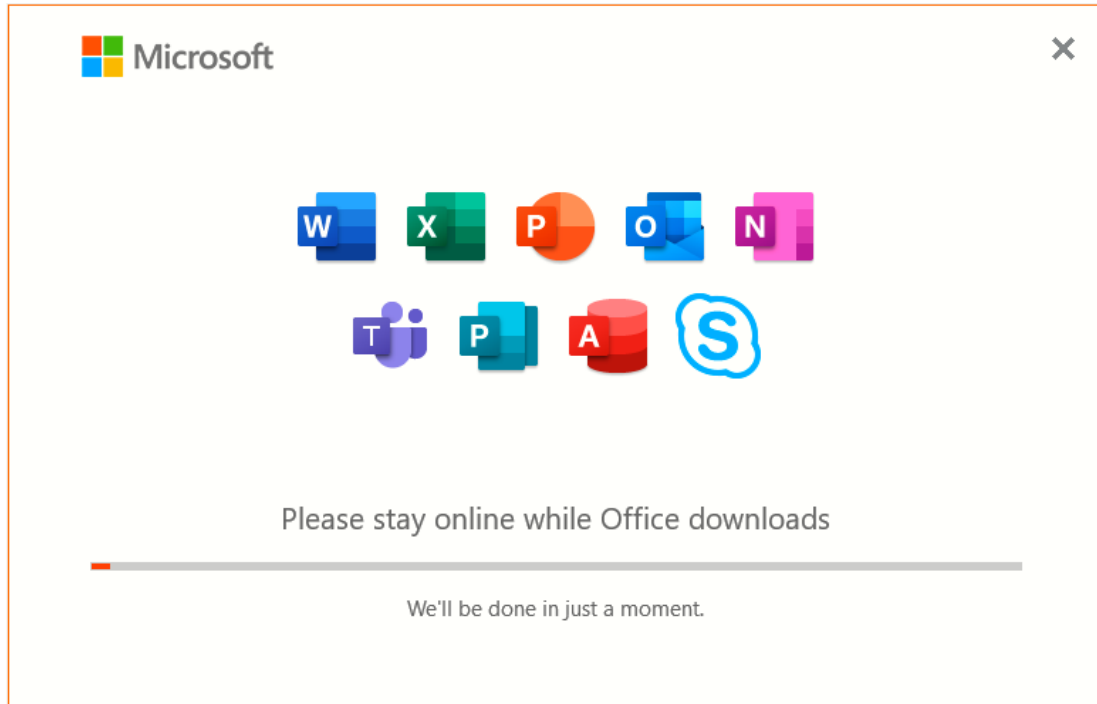 Microsoft
W X P O N
T P A S
Please stay online while Office downloads
We'll be done in just a moment.